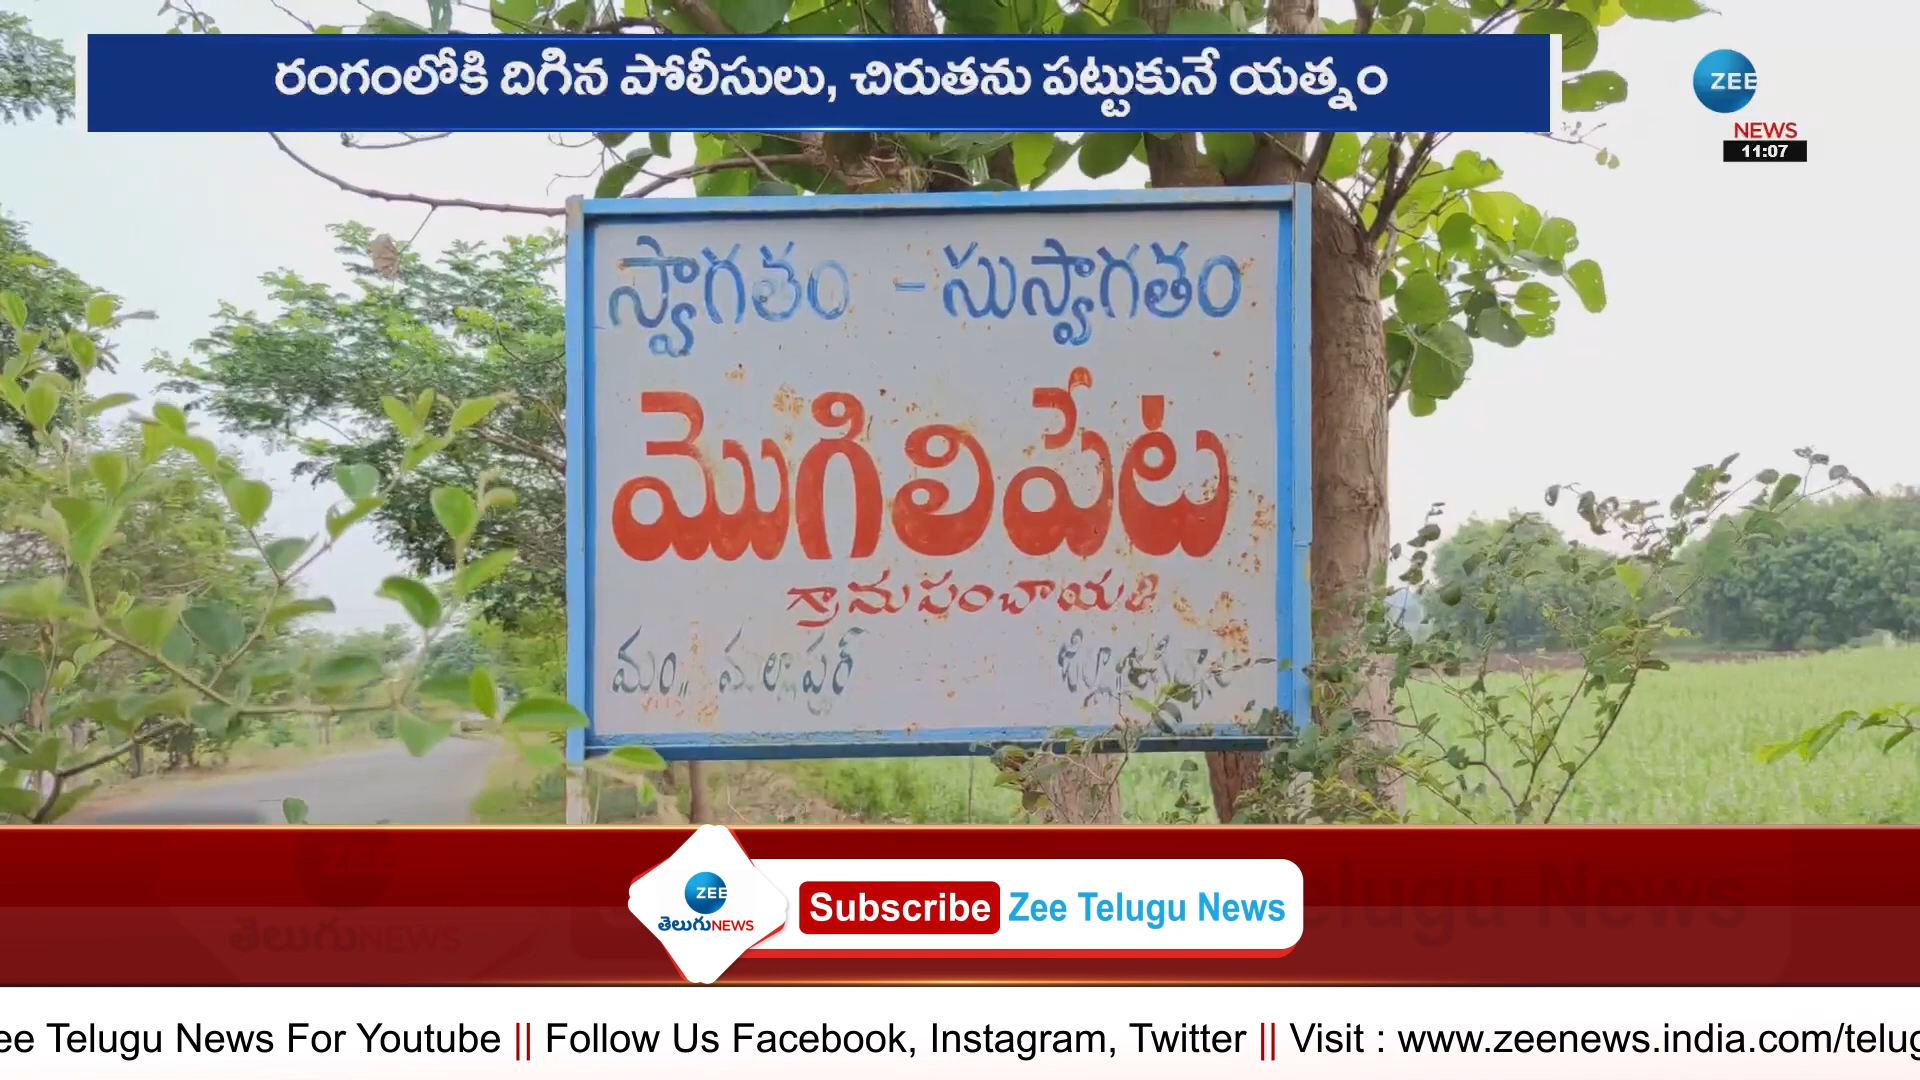 రంగంలోకి దిగిన పోలీసులు, చిరుతను పట్టుకునే యత్నం
ZEE
NEWS
11:07
స్వాగతం - సుస్వాగతం
మొగిలిపేట
గ్రామ పంచాయతి
మం,, మల్లాపూర్
ZEE
తెలుగు NEWS
Subscribe Zee Telugu News
ee Telugu News For Youtube || Follow Us Facebook, Instagram, Twitter || Visit : www.zeenews.india.com/telug